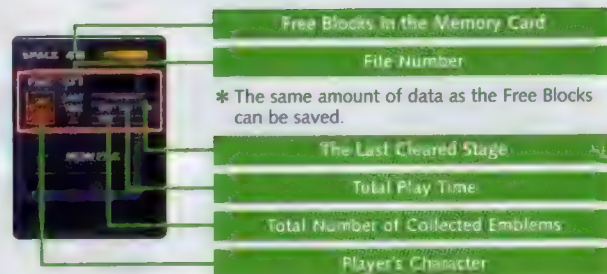 Free Blocks in the Memory Card
File Number
* The same amount of data as the Free Blocks
can be saved.
The Last Cleared Stage
Total Play Time
Total Number of Collected Emblems
Player's Character
SPACE